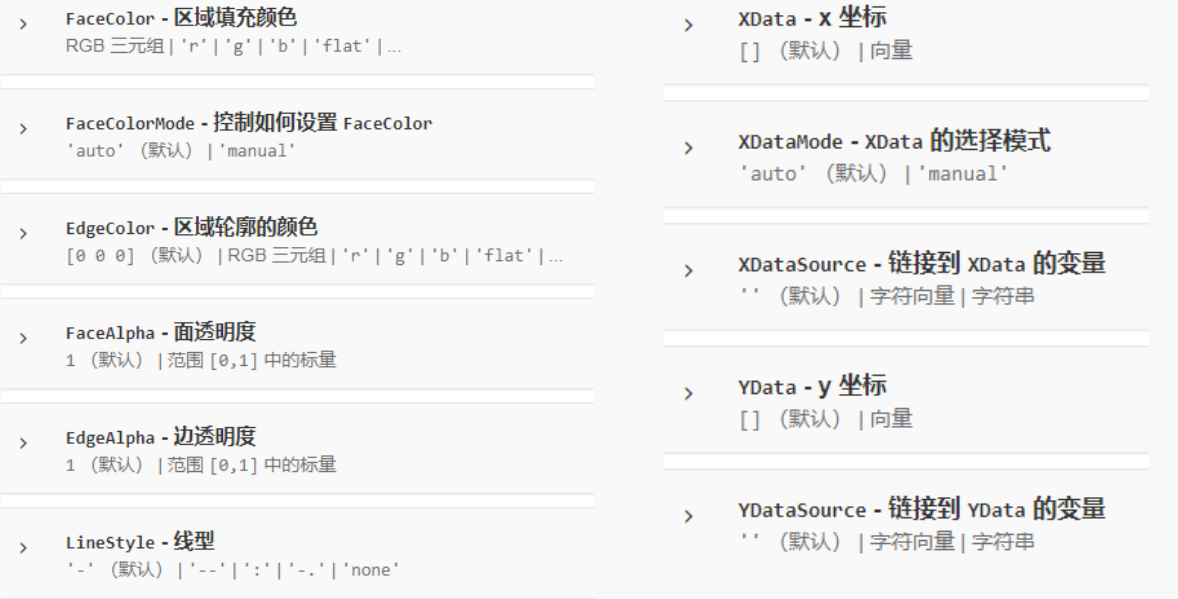 FaceColor - 区域填充颜色
RGB 三元组 | 'r' | 'g' | 'b' | 'flat' | ...
FaceColorMode - 控制如何设置 FaceColor
'auto' （默认） | 'manual'
EdgeColor - 区域轮廓的颜色
[0 0 0] （默认） | RGB 三元组 | 'r' | 'g' | 'b' | 'flat' | ...
FaceAlpha - 面透明度
1 （默认） | 范围 [0,1] 中的标量
EdgeAlpha - 边透明度
1 （默认） | 范围 [0,1] 中的标量
LineStyle - 线型
'-' （默认） | '--' | ':' | '-.' | 'none'
XData - x 坐标
[] （默认） | 向量
XDataMode - XData 的选择模式
'auto' （默认） | 'manual'
XDataSource - 链接到 XData 的变量
'' （默认） | 字符向量 | 字符串
YData - y 坐标
[] （默认） | 向量
YDataSource - 链接到 YData 的变量
'' （默认） | 字符向量 | 字符串